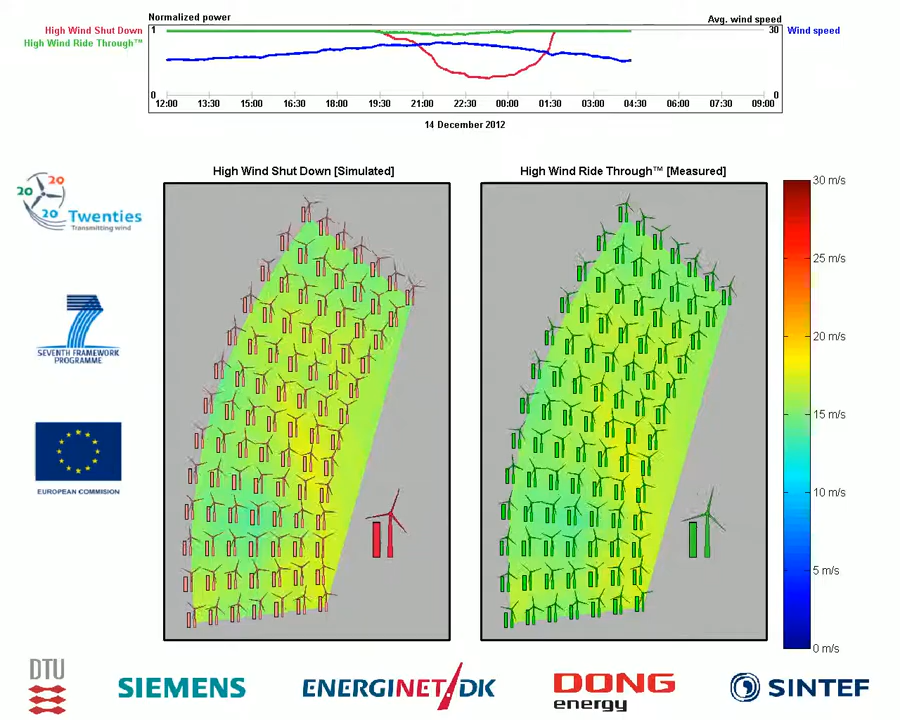 Normalized power
Avg. wind speed
High Wind Shut Down
1
30
Wind speed
High Wind Ride Through™
0
0
12:00 13:30 15:00 16:30 18:00 19:30 21:00 22:30 00:00 01:30 03:00 04:30 06:00 07:30 09:00
14 December 2012
High Wind Shut Down [Simulated]
High Wind Ride Through™ [Measured]
30 m/s
25 m/s
20 m/s
15 m/s
10 m/s
5 m/s
0 m/s
20 20
20 Twenties
Transmitting wind
7
SEVENTH FRAMEWORK
PROGRAMME
EUROPEAN COMMISION
DTU
SIEMENS
ENERGINET/DK
DONG
energy
SINTEF